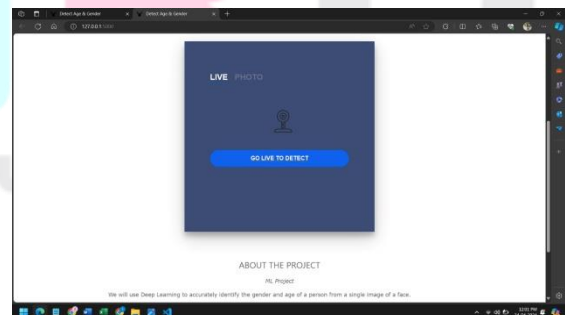 Detect Age & Gender
Detect Age & Gender
127.0.0.1
LIVE PHOTO
GO LIVE TO DETECT
ABOUT THE PROJECT
ML Project
We will use Deep Learning to accurately identify the gender and age of a person from a single image of a face.